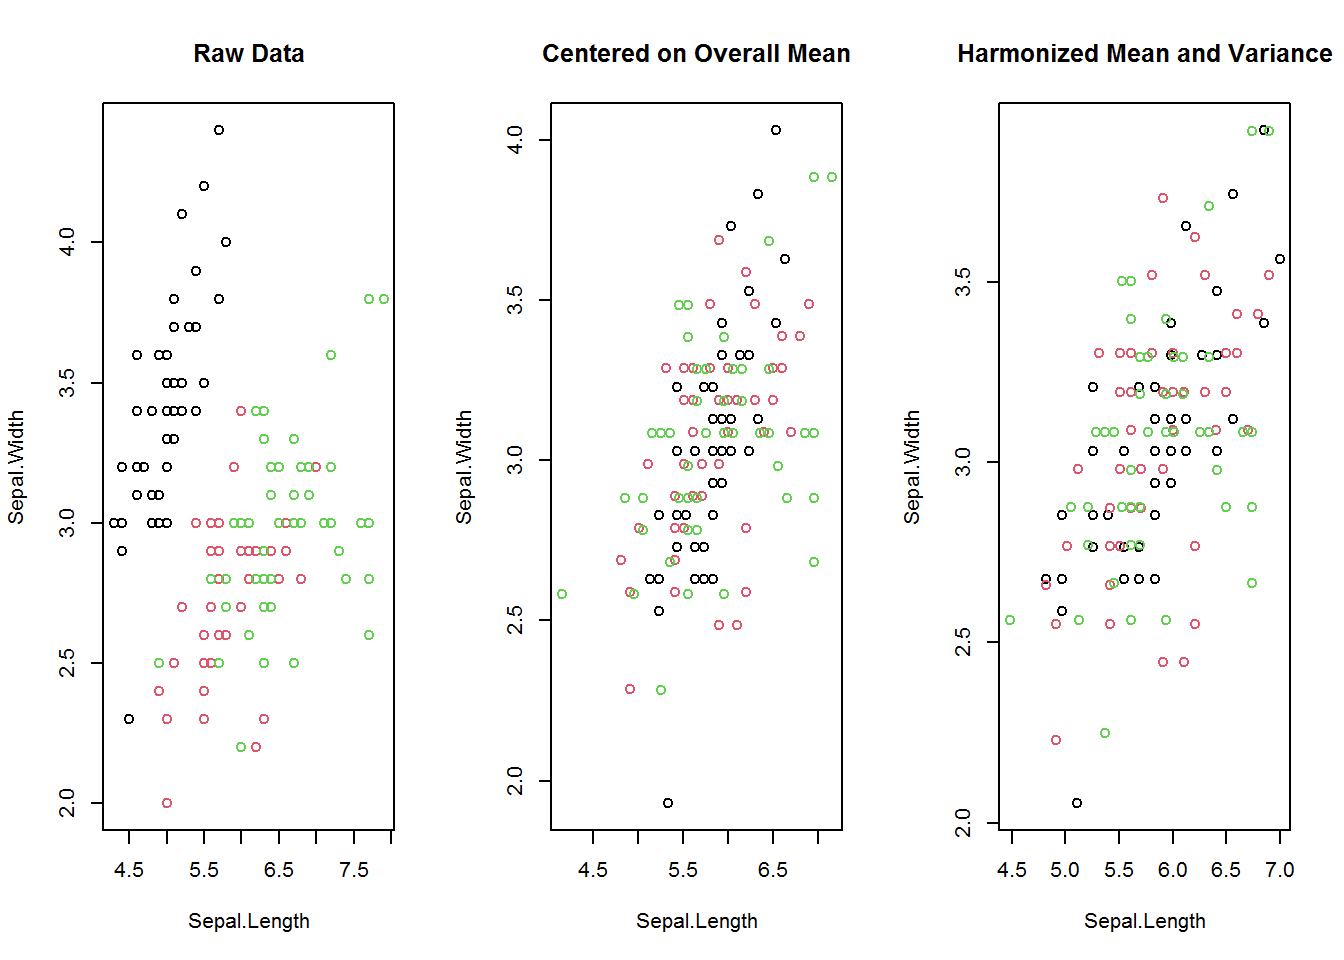 Raw Data
Centered on Overall Mean
Harmonized Mean and Variance
Sepal.Width
2.0 2.5 3.0 3.5 4.0
4.5 5.5 6.5 7.5
Sepal.Length
Sepal.Width
2.0 2.5 3.0 3.5 4.0
4.5 5.5 6.5
Sepal.Length
Sepal.Width
2.0 2.5 3.0 3.5
4.5 5.0 5.5 6.0 6.5 7.0
Sepal.Length